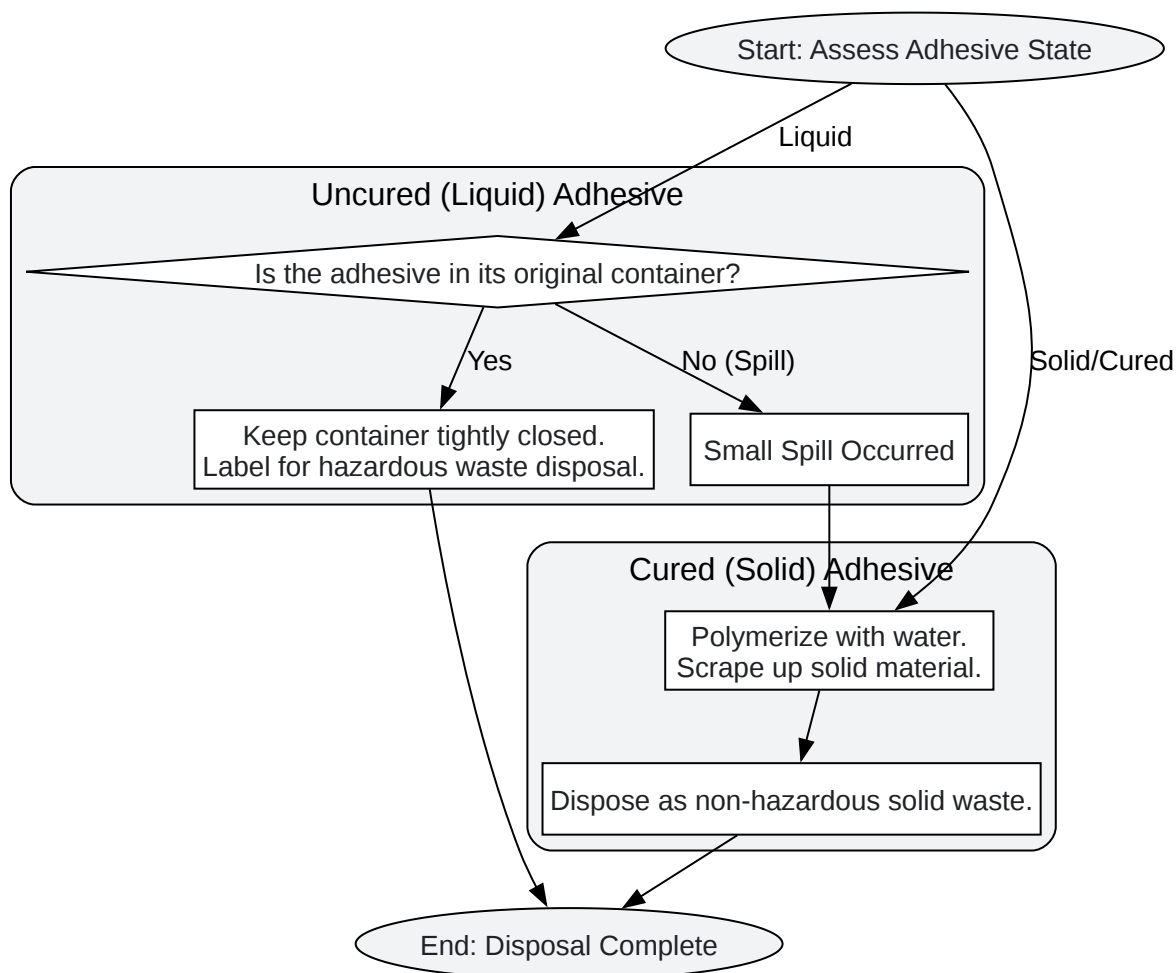 Start: Assess Adhesive State
Liquid
Uncured (Liquid) Adhesive
Is the adhesive in its original container?
Yes
No (Spill)
Solid/Cured
Keep container tightly closed.
Label for hazardous waste disposal.
Small Spill Occurred
Cured (Solid) Adhesive
Polymerize with water.
Scrape up solid material.
Dispose as non-hazardous solid waste.
End: Disposal Complete